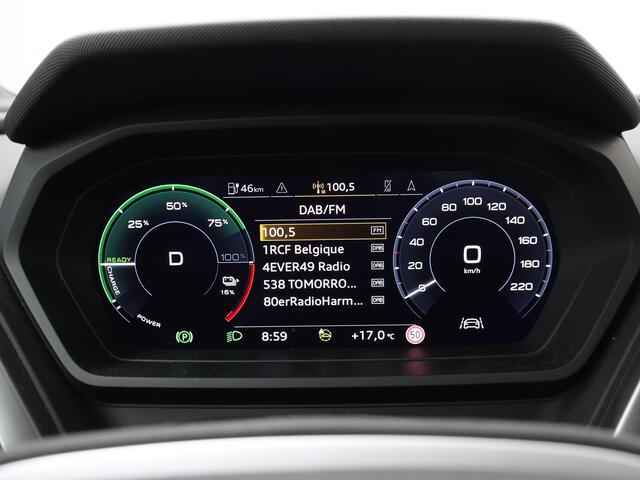 46km 100,5
DAB/FM
100,5 FM
1RCF Belgique DAB
4EVER49 Radio DAB
538 TOMORRO... DAB
80erRadioHarm... DAB
50%
25% 75%
READY 100%
CHARGE
D
16%
POWER
100 120
80 140
60 160
40 180
20 200
0 220
0
km/h
P
8:59 +17,0°C 50